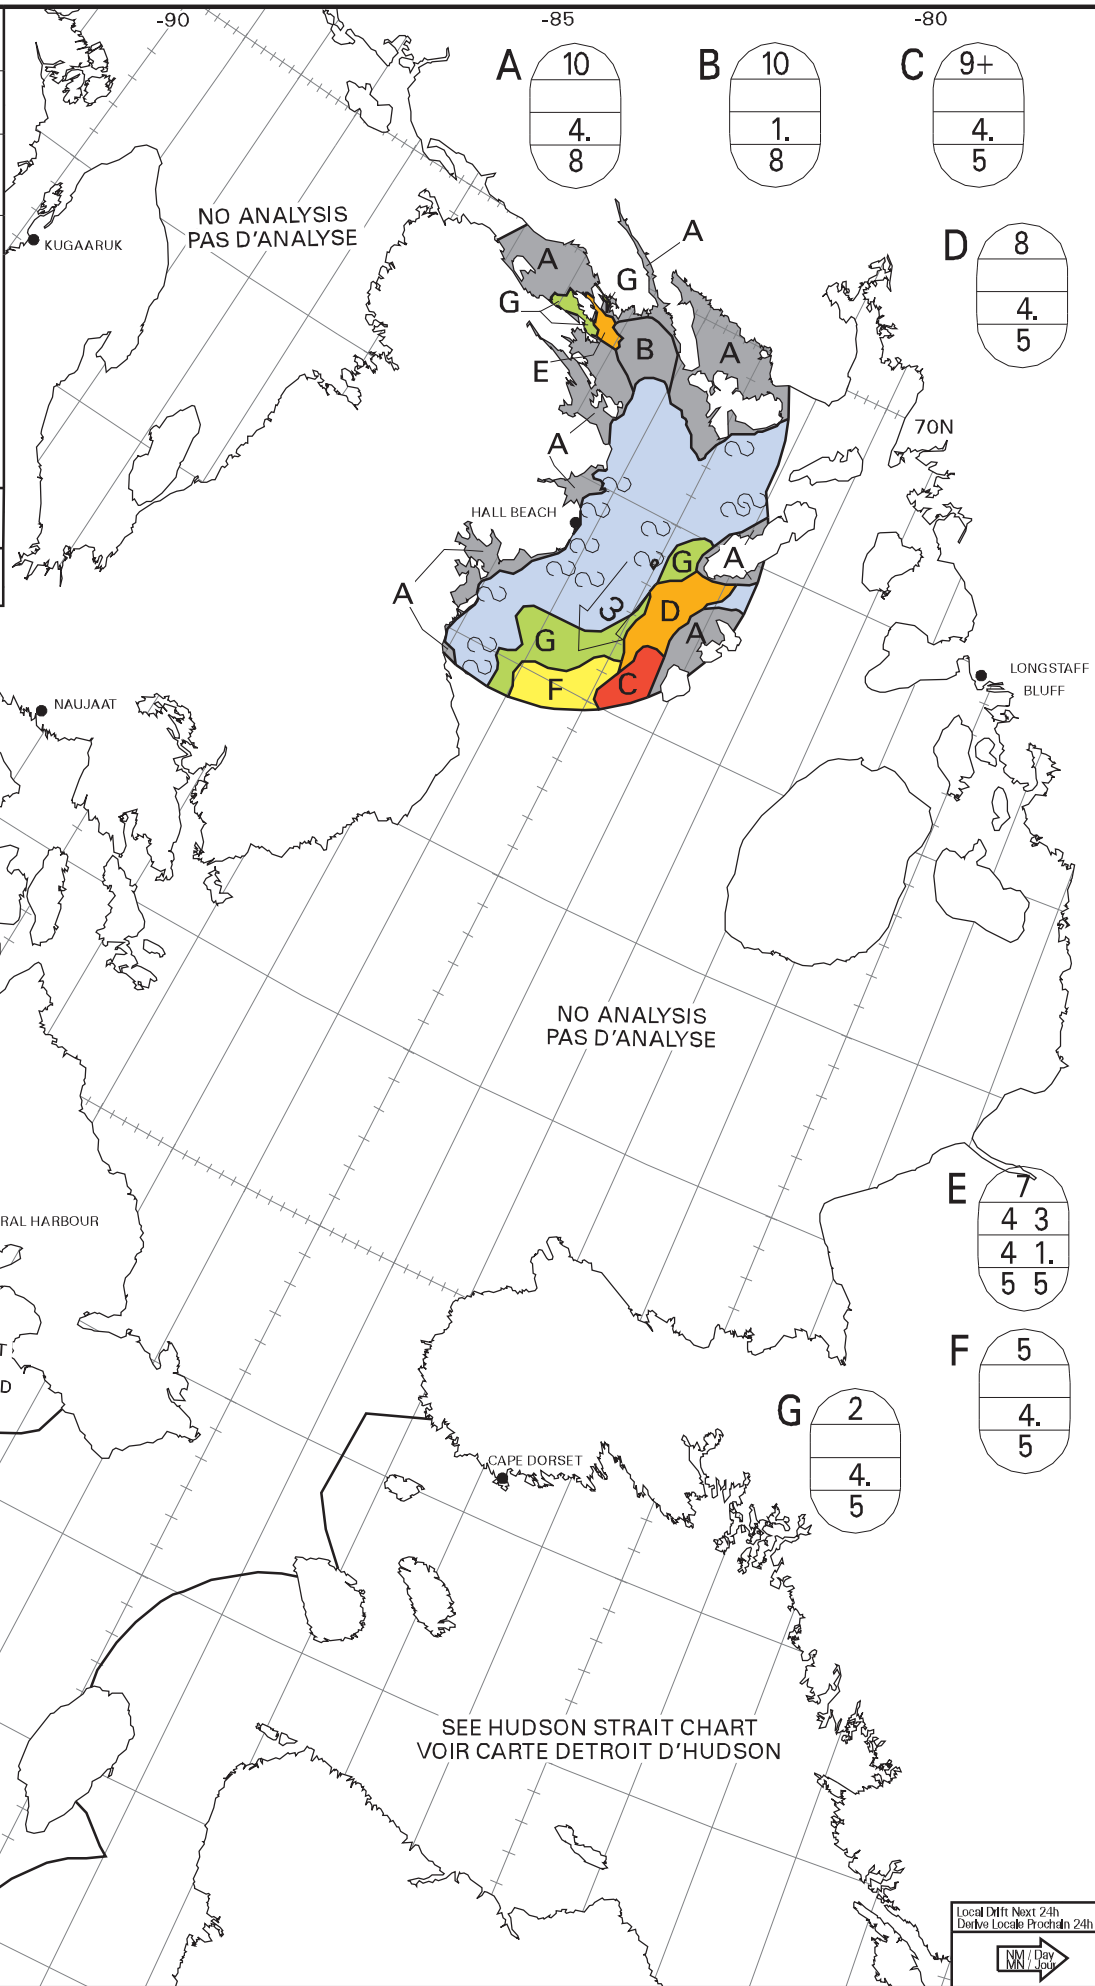 -90
-85
-80
A
10
4.
8
B
10
1.
8
C
9+
4.
5
D
8
4.
5
NO ANALYSIS
PAS D'ANALYSE
KUGAARUK
A
A
G
G
B
A
E
A
70N
HALL BEACH
A
G
A
3
D
A
G
F
C
LONGSTAFF
BLUFF
NAUJAAT
NO ANALYSIS
PAS D'ANALYSE
E
7
4 3
4 1.
5 5
RAL HARBOUR
F
5
4.
5
T
D
G
2
4.
5
CAPE DORSET
SEE HUDSON STRAIT CHART
VOIR CARTE DETROIT D'HUDSON
Local Drift Next 24h
Derive Locale Prochain 24h
NM / Day
MN / Jour